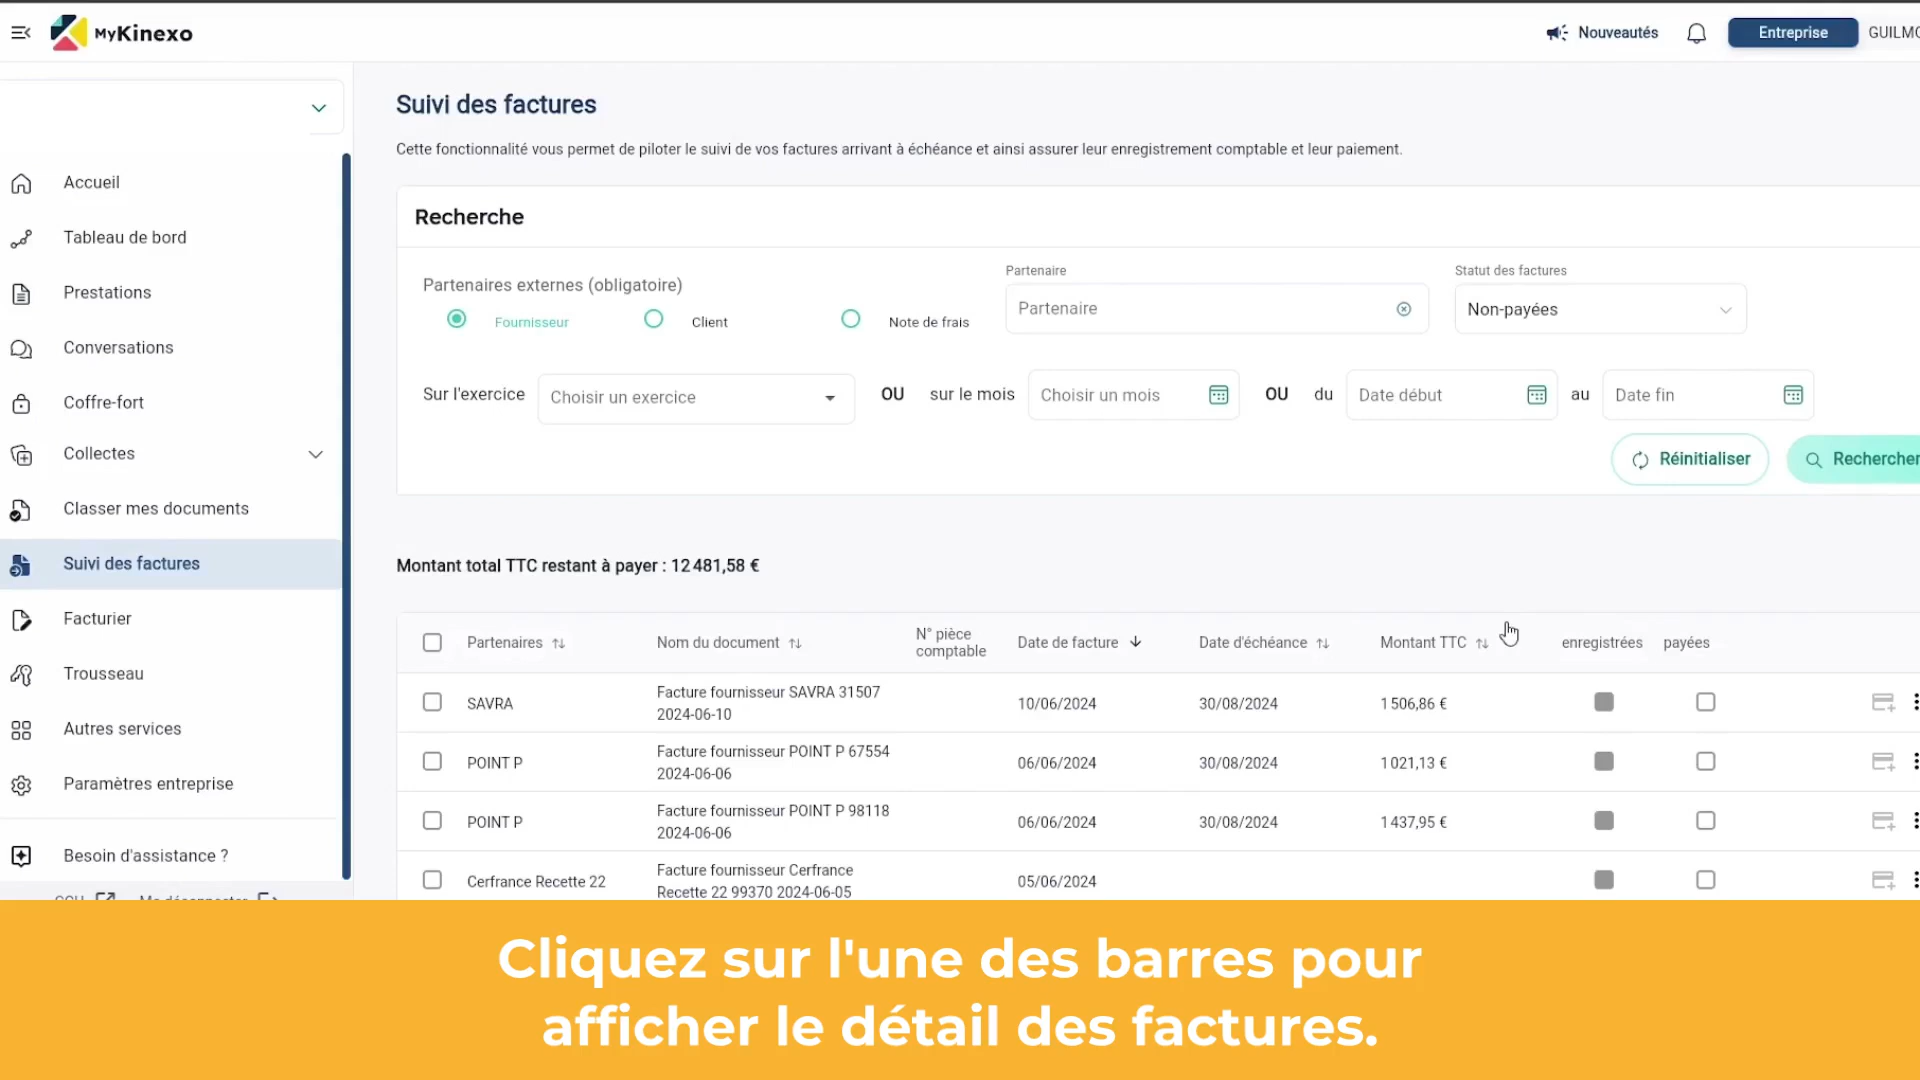 MyKinexo
Nouveautés
Entreprise
GUILMO
Accueil
Tableau de bord
Prestations
Conversations
Coffre-fort
Collectes
Classer mes documents
Suivi des factures
Facturier
Trousseau
Autres services
Paramètres entreprise
Besoin d'assistance ?
Suivi des factures
Cette fonctionnalité vous permet de piloter le suivi de vos factures arrivant à échéance et ainsi assurer leur enregistrement comptable et leur paiement.
Recherche
Partenaires externes (obligatoire)
Fournisseur Client Note de frais
Partenaire
Partenaire
Statut des factures
Non-payées
Sur l'exercice Choisir un exercice OU sur le mois Choisir un mois OU du Date début au Date fin
Réinitialiser Rechercher
Montant total TTC restant à payer : 12 481,58 €
Partenaires Nom du document N° pièce comptable Date de facture Date d'échéance Montant TTC enregistrées payées
SAVRA Facture fournisseur SAVRA 31507 2024-06-10 10/06/2024 30/08/2024 1 506,86 €
POINT P Facture fournisseur POINT P 67554 2024-06-06 06/06/2024 30/08/2024 1 021,13 €
POINT P Facture fournisseur POINT P 98118 2024-06-06 06/06/2024 30/08/2024 1 437,95 €
Cerfrance Recette 22 Facture fournisseur Cerfrance Recette 22 99370 2024-06-05 05/06/2024
Cliquez sur l'une des barres pour
afficher le détail des factures.